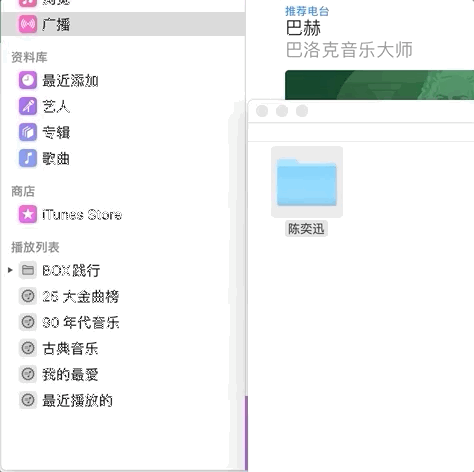 浏览
广播
资料库
最近添加
艺人
专辑
歌曲
商店
iTunes Store
播放列表
BOX践行
25 大金曲榜
90 年代音乐
古典音乐
我的最爱
最近播放的
推荐电台
巴赫
巴洛克音乐大师
陈奕迅